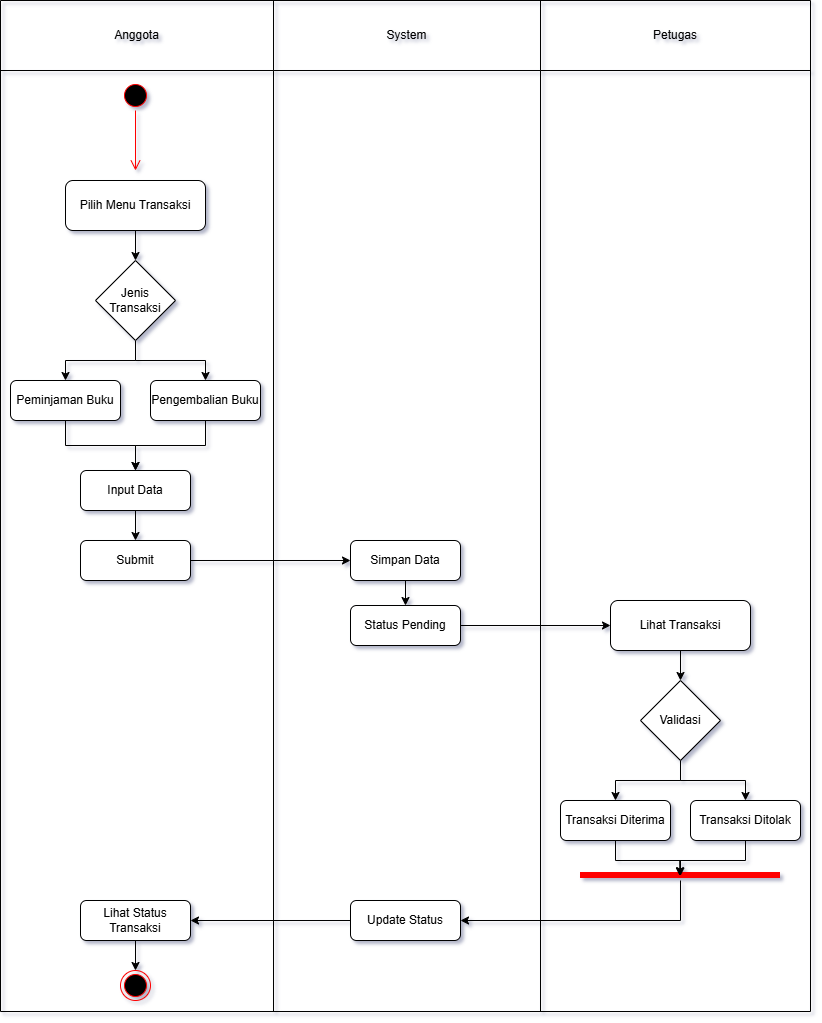 Anggota
System
Petugas
Pilih Menu Transaksi
Jenis
Transaksi
Peminjaman Buku
Pengembalian Buku
Input Data
Submit
Simpan Data
Status Pending
Lihat Transaksi
Validasi
Transaksi Diterima
Transaksi Ditolak
Update Status
Lihat Status
Transaksi